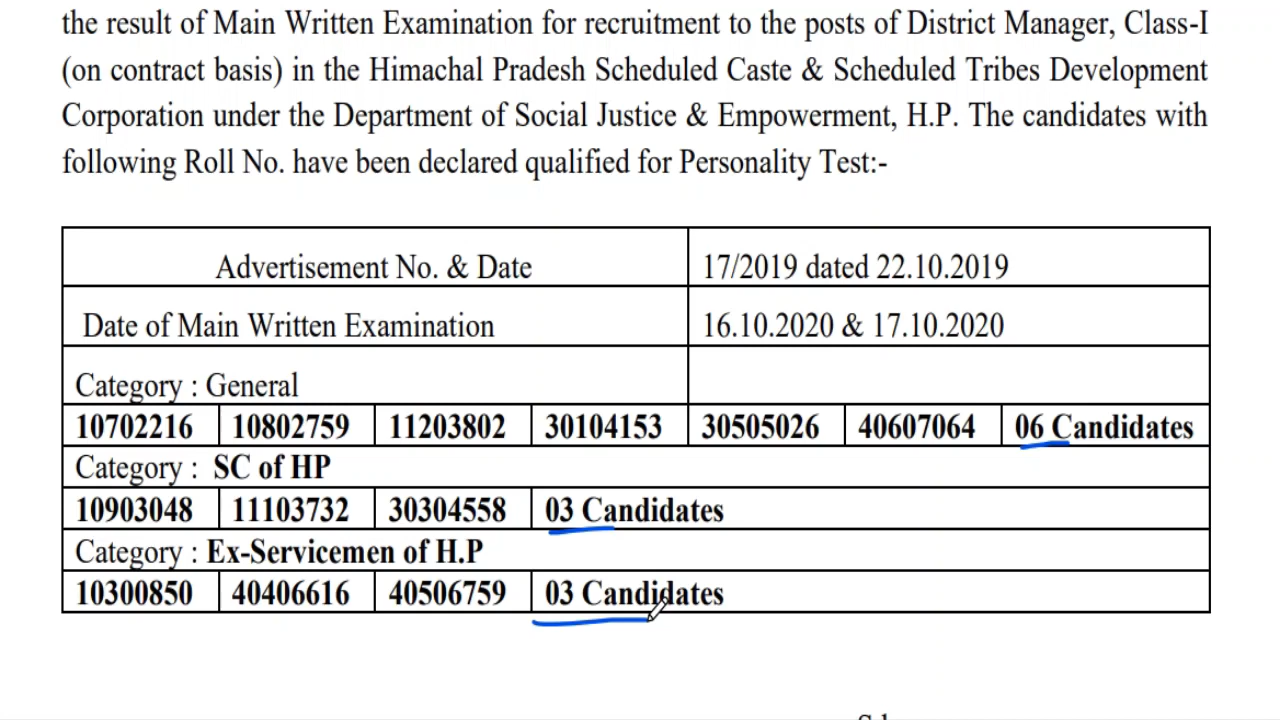 the result of Main Written Examination for recruitment to the posts of District Manager, Class-I
(on contract basis) in the Himachal Pradesh Scheduled Caste & Scheduled Tribes Development
Corporation under the Department of Social Justice & Empowerment, H.P. The candidates with
following Roll No. have been declared qualified for Personality Test:-
Advertisement No. & Date 17/2019 dated 22.10.2019
Date of Main Written Examination 16.10.2020 & 17.10.2020
Category : General
10702216 10802759 11203802 30104153 30505026 40607064 06 Candidates
Category : SC of HP
10903048 11103732 30304558 03 Candidates
Category : Ex-Servicemen of H.P
10300850 40406616 40506759 03 Candidates